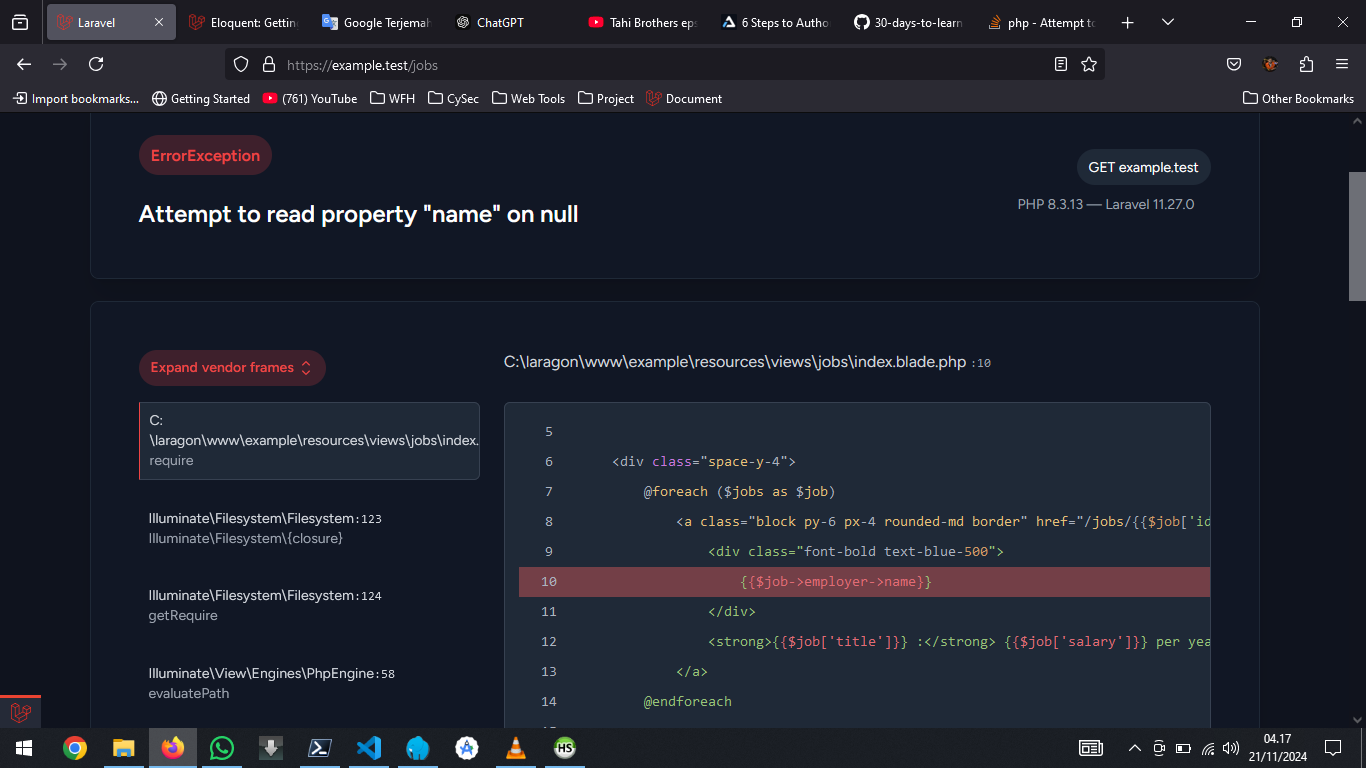 Laravel
Eloquent: Gettin
Google Terjemah
ChatGPT
Tahi Brothers eps
6 Steps to Autho
30-days-to-learn
php - Attempt to
https://example.test/jobs
Import bookmarks...
Getting Started
(761) YouTube
WFH
CySec
Web Tools
Project
Document
Other Bookmarks
ErrorException
GET example.test
Attempt to read property "name" on null
PHP 8.3.13 — Laravel 11.27.0
Expand vendor frames
C:\laragon\www\example\resources\views\jobs\index.blade.php :10
C:
\laragon\www\example\resources\views\jobs\index.
require
Illuminate\Filesystem\Filesystem:123
Illuminate\Filesystem\{closure}
Illuminate\Filesystem\Filesystem:124
getRequire
Illuminate\View\Engines\PhpEngine:58
evaluatePath
5
6 <div class="space-y-4">
7 @foreach ($jobs as $job)
8 <a class="block py-6 px-4 rounded-md border" href="/jobs/{{$job['id
9 <div class="font-bold text-blue-500">
10 {{$job->employer->name}}
11 </div>
12 <strong>{{$job['title']}} :</strong> {{$job['salary']}} per yea
13 </a>
14 @endforeach
HS
04.17
21/11/2024